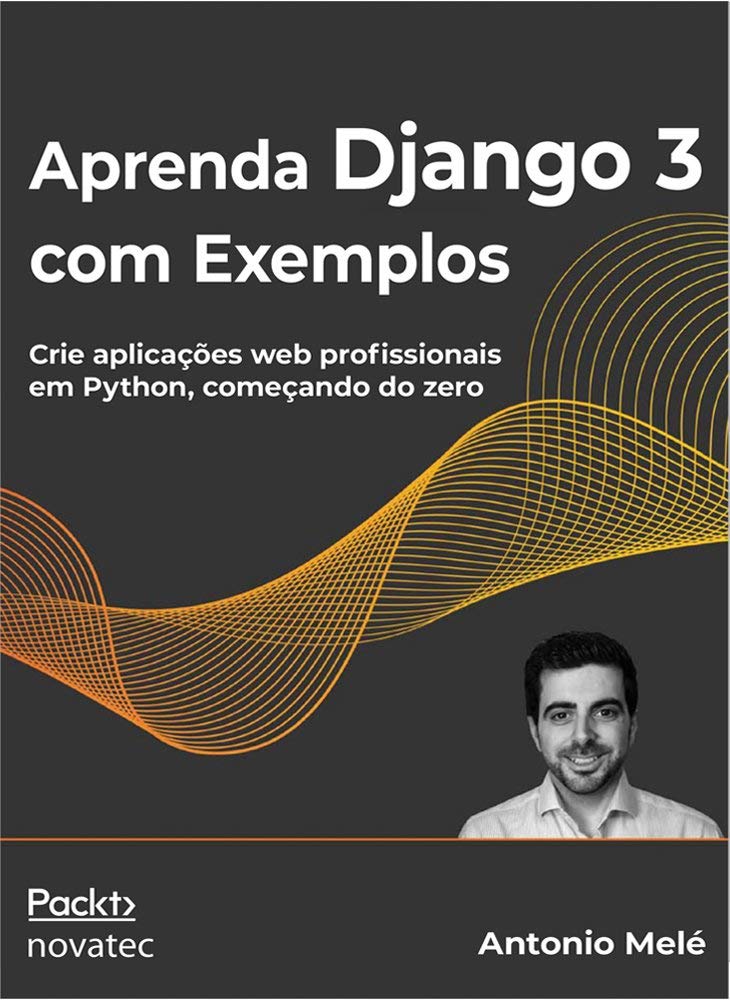 Aprenda Django 3
com Exemplos
Crie aplicações web profissionais
em Python, começando do zero
Packt>
novatec
Antonio Melé